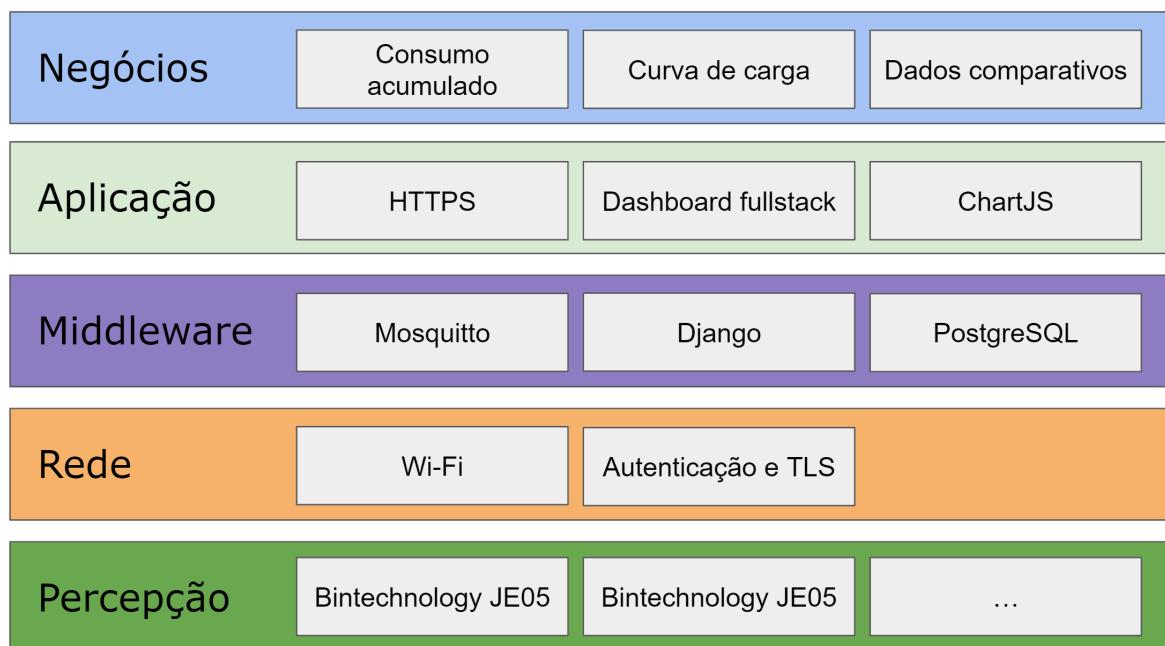 Negócios
Consumo
acumulado
Curva de carga
Dados comparativos
Aplicação
HTTPS
Dashboard fullstack
ChartJS
Middleware
Mosquitto
Django
PostgreSQL
Rede
Wi-Fi
Autenticação e TLS
Percepção
Bintechnology JE05
Bintechnology JE05
…